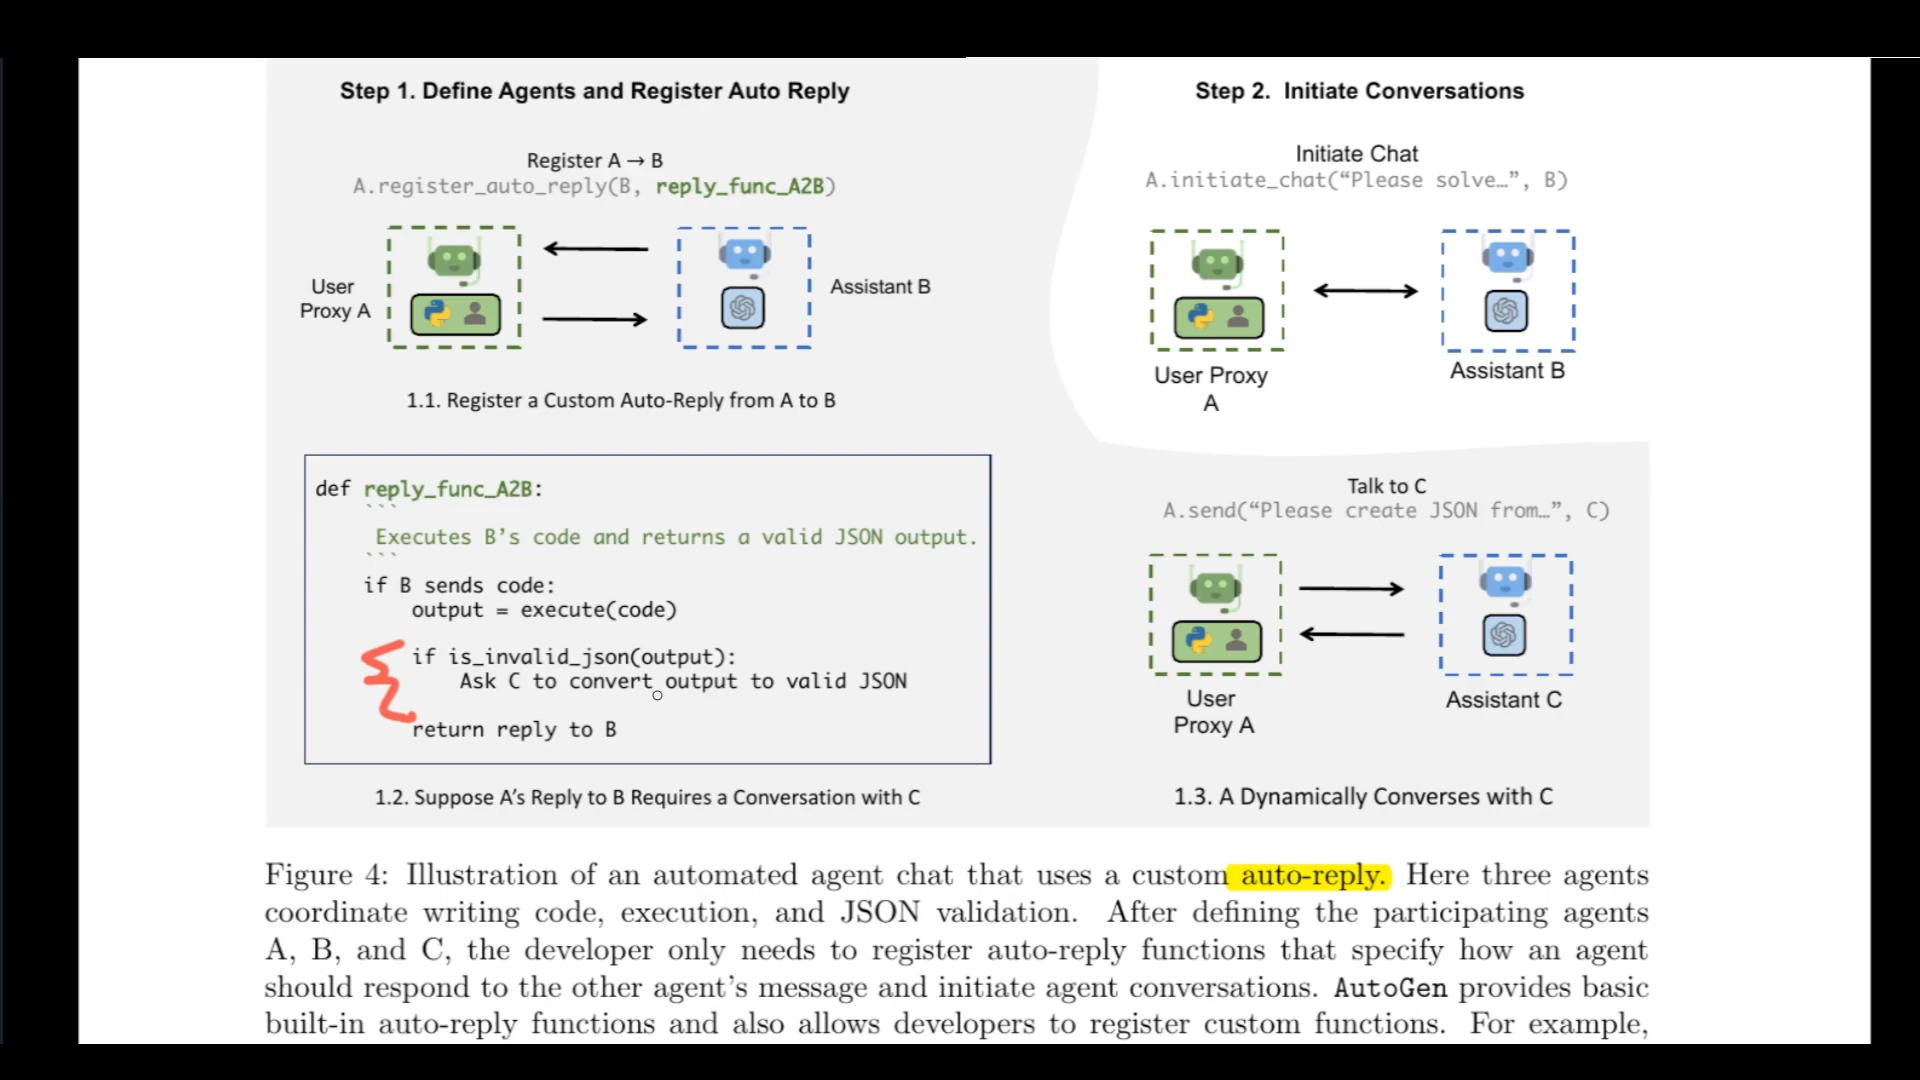 Step 1. Define Agents and Register Auto Reply
Register A → B
A.register_auto_reply(B, reply_func_A2B)
User
Proxy A
Assistant B
1.1. Register a Custom Auto-Reply from A to B
Step 2. Initiate Conversations
Initiate Chat
A.initiate_chat(“Please solve…”, B)
User Proxy
A
Assistant B
def reply_func_A2B:
```
Executes B’s code and returns a valid JSON output.
```
if B sends code:
output = execute(code)
if is_invalid_json(output):
Ask C to convert output to valid JSON
return reply to B
1.2. Suppose A’s Reply to B Requires a Conversation with C
Talk to C
A.send(“Please create JSON from…”, C)
User
Proxy A
Assistant C
1.3. A Dynamically Converses with C
Figure 4: Illustration of an automated agent chat that uses a custom auto-reply. Here three agents
coordinate writing code, execution, and JSON validation. After defining the participating agents
A, B, and C, the developer only needs to register auto-reply functions that specify how an agent
should respond to the other agent’s message and initiate agent conversations. AutoGen provides basic
built-in auto-reply functions and also allows developers to register custom functions. For example,